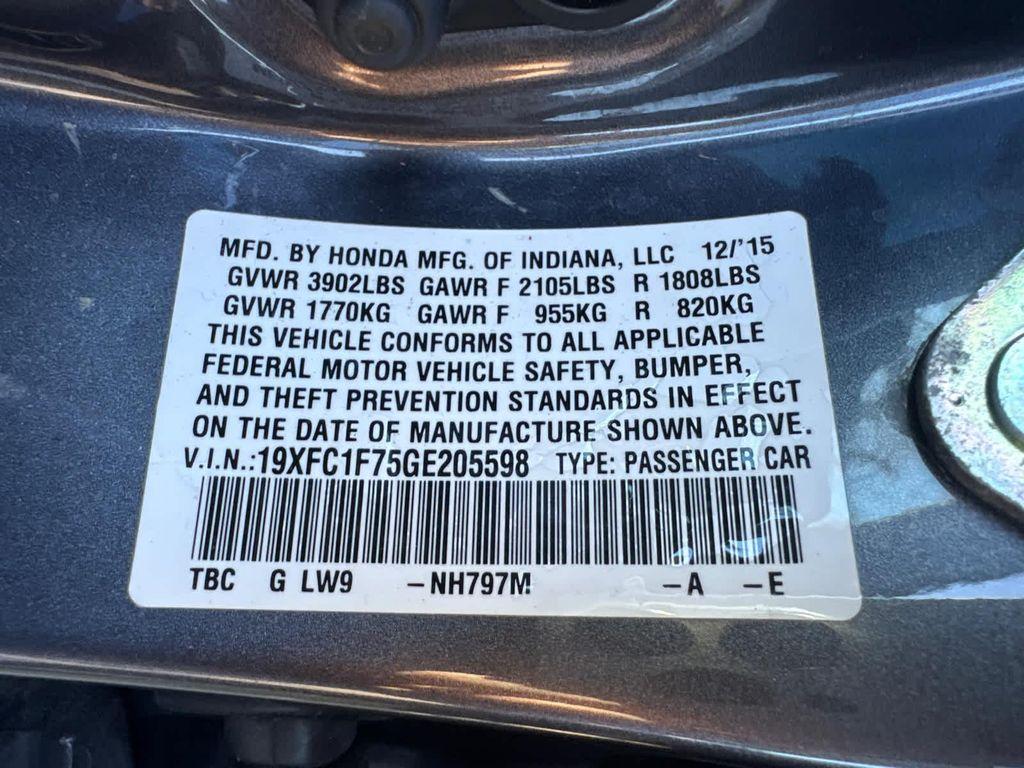 MFD. BY HONDA MFG. OF INDIANA, LLC 12/'15
GVWR 3902LBS GAWR F 2105LBS R 1808LBS
GVWR 1770KG GAWR F 955KG R 820KG
THIS VEHICLE CONFORMS TO ALL APPLICABLE
FEDERAL MOTOR VEHICLE SAFETY, BUMPER,
AND THEFT PREVENTION STANDARDS IN EFFECT
ON THE DATE OF MANUFACTURE SHOWN ABOVE.
V.I.N.:19XFC1F75GE205598 TYPE: PASSENGER CAR
TBC G LW9 -NH797M -A -E